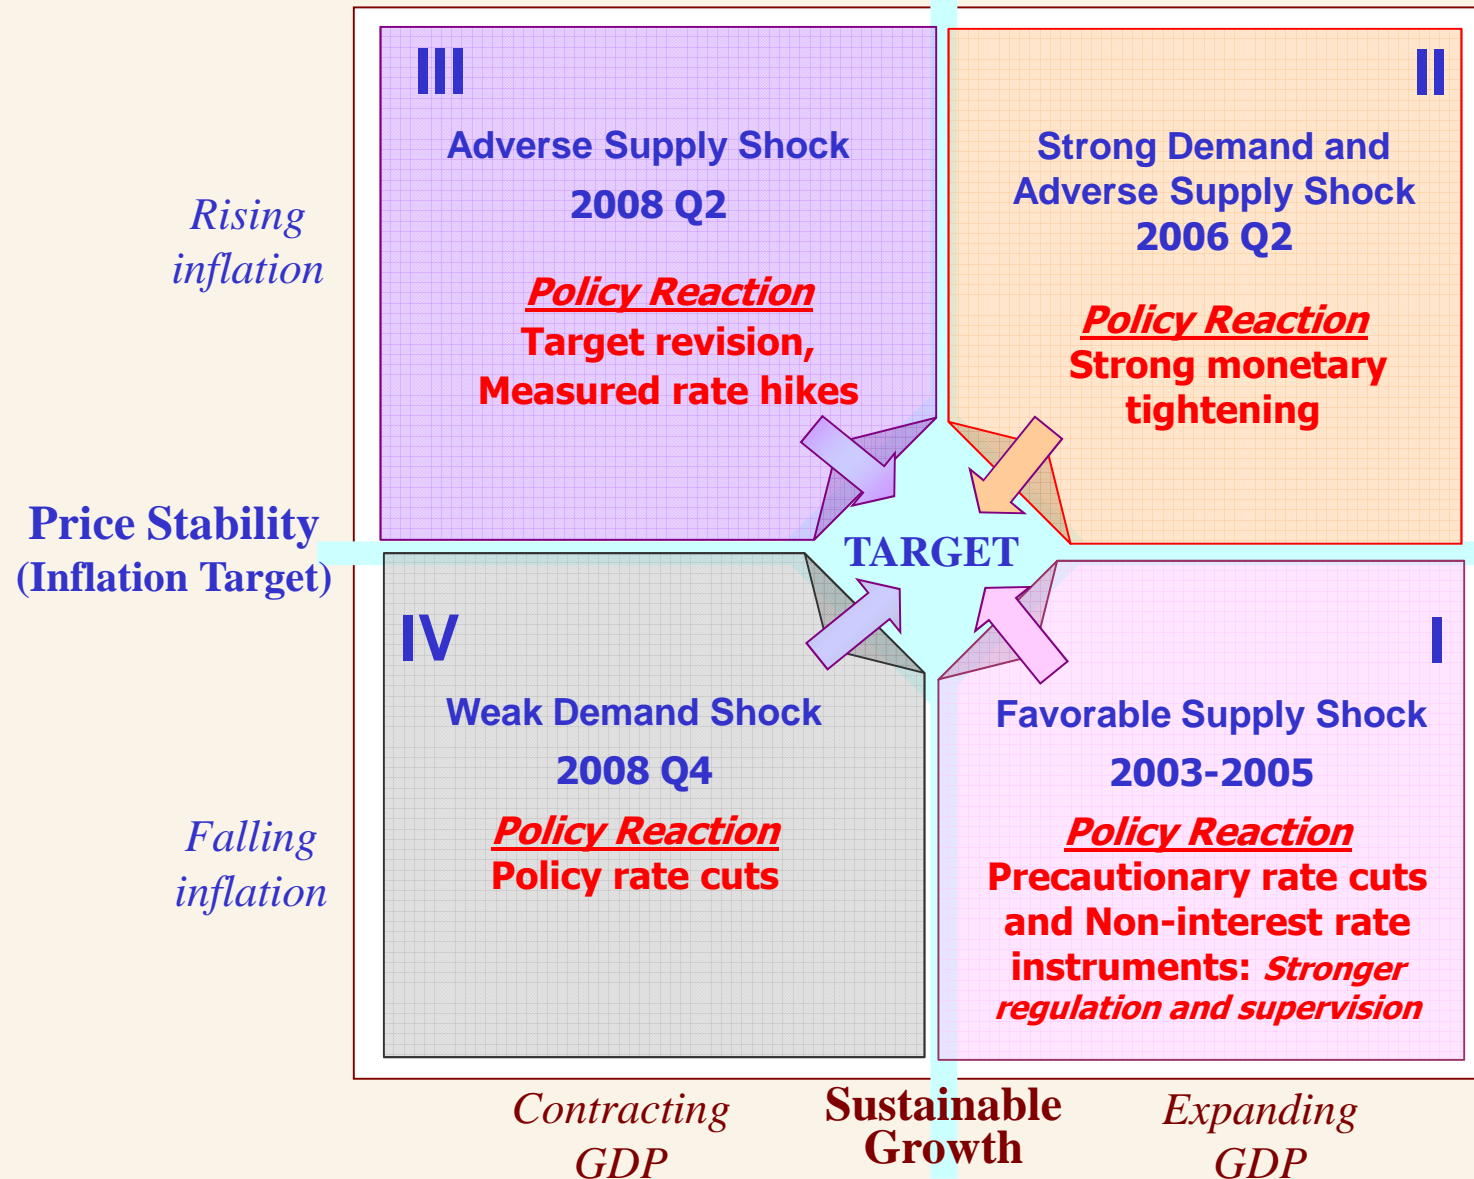 III
Adverse Supply Shock
2008 Q2
Policy Reaction
Target revision,
Measured rate hikes
II
Strong Demand and
Adverse Supply Shock
2006 Q2
Policy Reaction
Strong monetary
tightening
Rising
inflation
Price Stability
(Inflation Target)
TARGET
IV
Weak Demand Shock
2008 Q4
Policy Reaction
Policy rate cuts
I
Favorable Supply Shock
2003-2005
Policy Reaction
Precautionary rate cuts
and Non-interest rate
instruments: Stronger
regulation and supervision
Falling
inflation
Contracting
GDP
Sustainable
Growth
Expanding
GDP